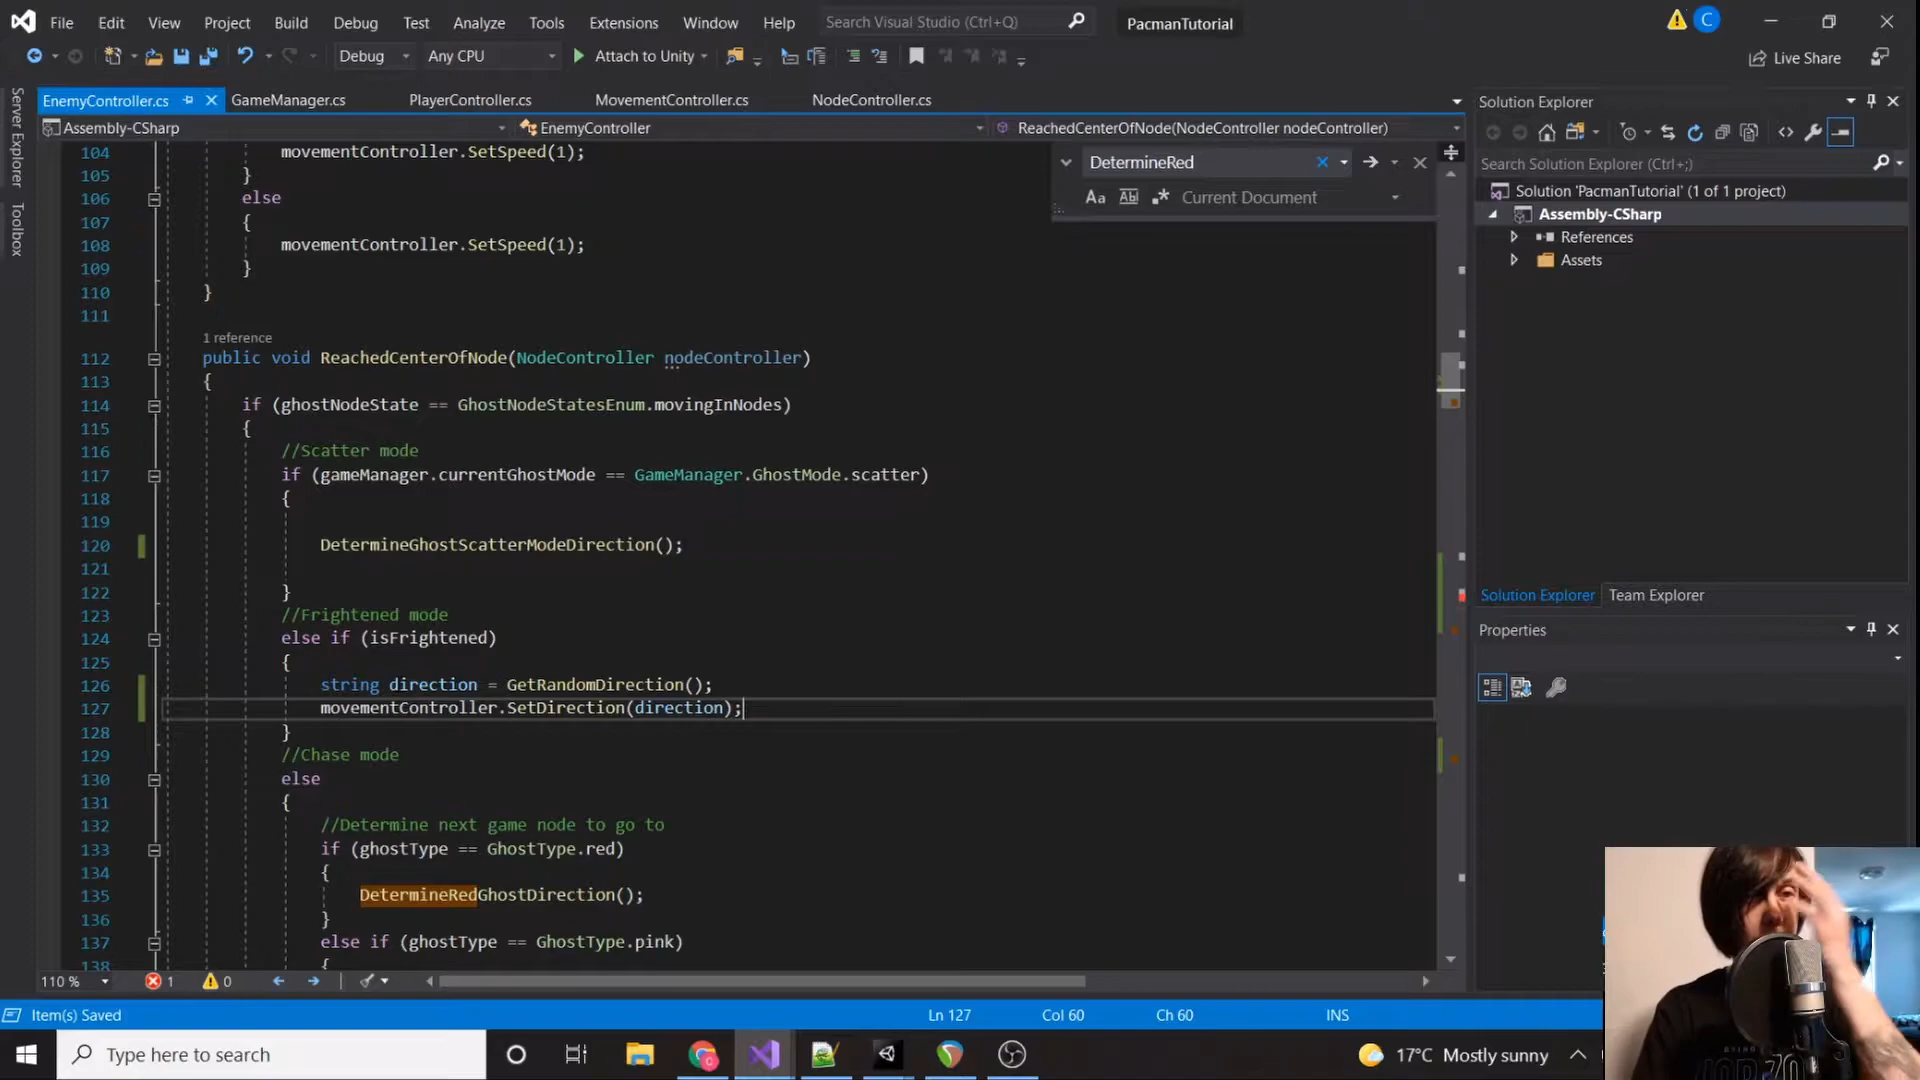 File Edit View Project Build Debug Test Analyze Tools Extensions Window Help Search Visual Studio (Ctrl+Q) PacmanTutorial C
Debug Any CPU Attach to Unity Live Share
Server Explorer
Toolbox
EnemyController.cs GameManager.cs PlayerController.cs MovementController.cs NodeController.cs
Assembly-CSharp EnemyController ReachedCenterOfNode(NodeController nodeController)
DetermineRed
Aa Ab Current Document
104 movementController.SetSpeed(1);
105 }
106 else
107 {
108 movementController.SetSpeed(1);
109 }
110 }
111
1 reference
112 public void ReachedCenterOfNode(NodeController nodeController)
113 {
114 if (ghostNodeState == GhostNodeStatesEnum.movingInNodes)
115 {
116 //Scatter mode
117 if (gameManager.currentGhostMode == GameManager.GhostMode.scatter)
118 {
119
120 DetermineGhostScatterModeDirection();
121
122 }
123 //Frightened mode
124 else if (isFrightened)
125 {
126 string direction = GetRandomDirection();
127 movementController.SetDirection(direction);
128 }
129 //Chase mode
130 else
131 {
132 //Determine next game node to go to
133 if (ghostType == GhostType.red)
134 {
135 DetermineRedGhostDirection();
136 }
137 else if (ghostType == GhostType.pink)
138 {
110 % 1 0
Item(s) Saved Ln 127 Col 60 Ch 60 INS
Solution Explorer
Search Solution Explorer (Ctrl+;)
Solution 'PacmanTutorial' (1 of 1 project)
Assembly-CSharp
References
Assets
Solution Explorer Team Explorer
Properties
Type here to search 17°C Mostly sunny